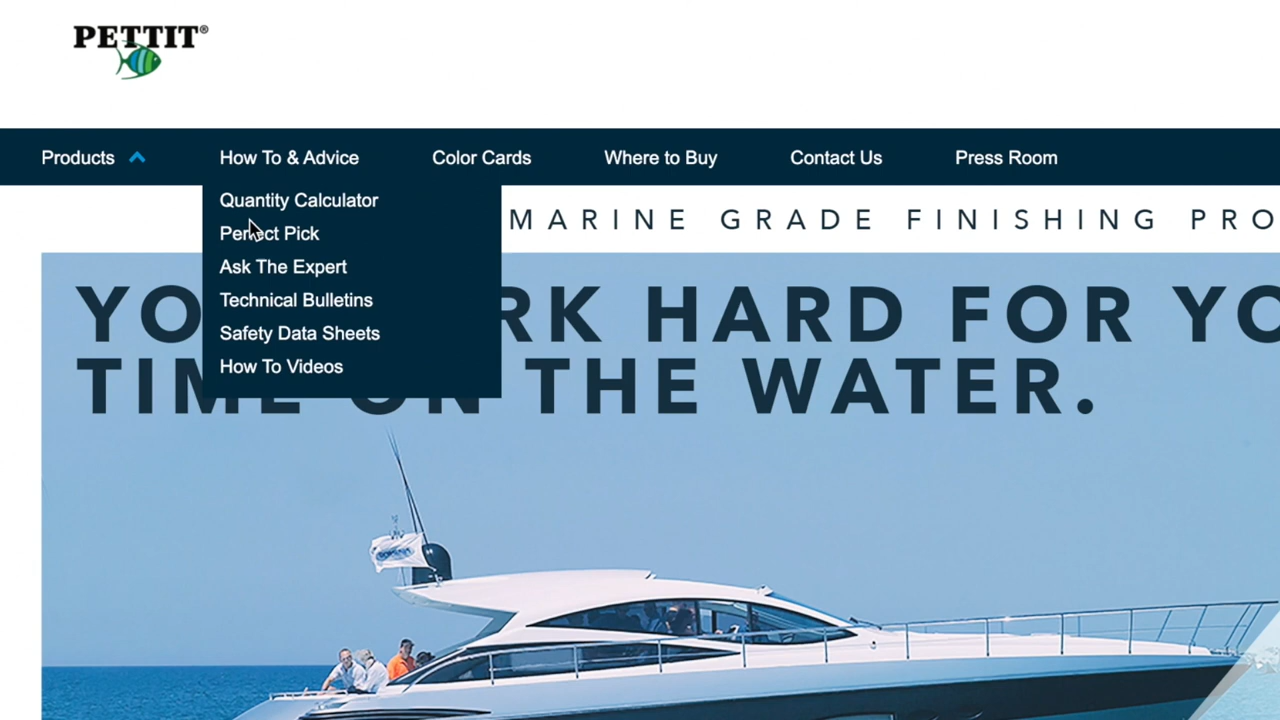 PETTIT®
Products
How To & Advice
Color Cards
Where to Buy
Contact Us
Press Room
Quantity Calculator
Perfect Pick
Ask The Expert
Technical Bulletins
Safety Data Sheets
How To Videos
MARINE GRADE FINISHING PRO
YO RK HARD FOR YO
TIME ON THE WATER.